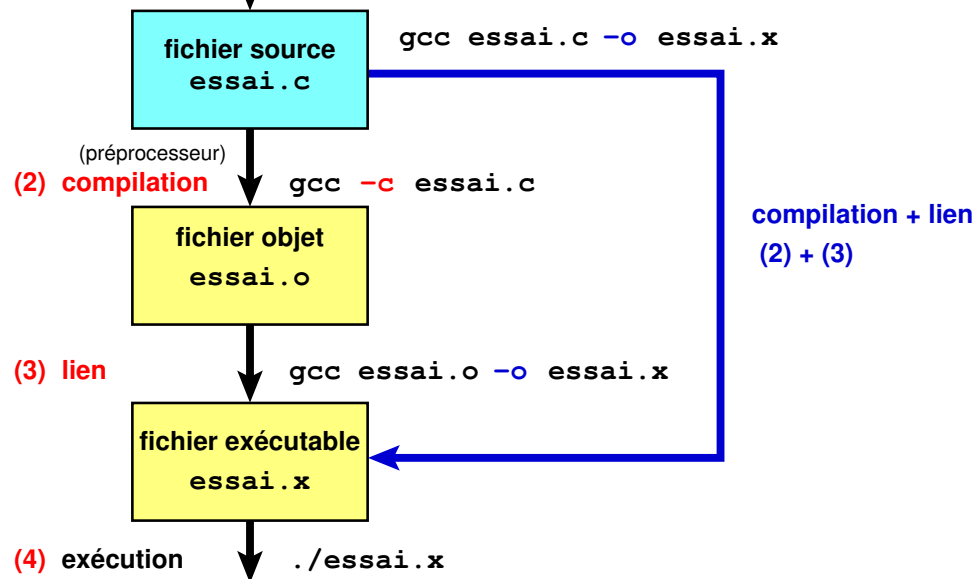 fichier source
essai.c
gcc essai.c −o essai.x
(préprocesseur)
(2) compilation
gcc −c essai.c
fichier objet
essai.o
compilation + lien
(2) + (3)
(3) lien
gcc essai.o −o essai.x
fichier exécutable
essai.x
(4) exécution
./essai.x